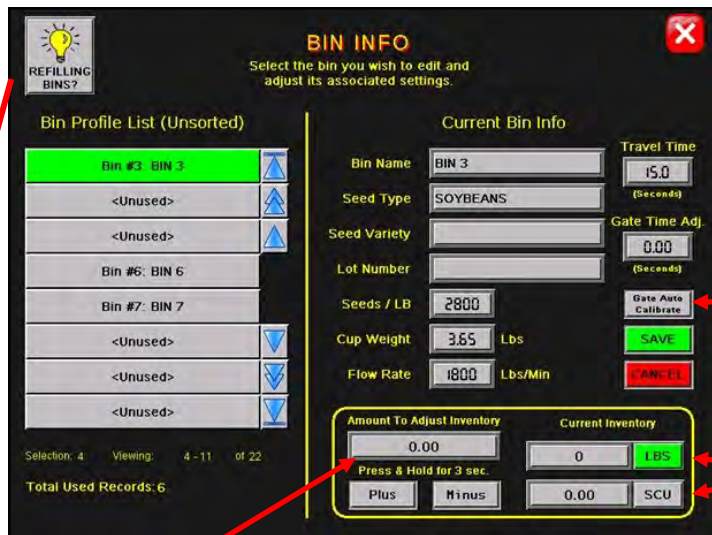 REFILLING
BINS?
BIN INFO
Select the bin you wish to edit and
adjust its associated settings.
Bin Profile List (Unsorted)
Bin #3: BIN 3
<Unused>
<Unused>
Bin #6: BIN 6
Bin #7: BIN 7
<Unused>
<Unused>
<Unused>
Selection: 4 Viewing: 4-11 of 22
Total Used Records:6
Current Bin Info
Bin Name BIN 3
Seed Type SOYBEANS
Seed Variety
Lot Number
Seeds / LB 2800
Cup Weight 3.65 Lbs
Flow Rate 1800 Lbs/Min
Travel Time
15.0
(Seconds)
Gate Time Adj.
0.00
(Seconds)
Gate Auto
Calibrate
SAVE
CANCEL
Amount To Adjust Inventory
0.00
Press & Hold for 3 sec.
Plus Minus
Current Inventory
0 LBS
0.00 SCU